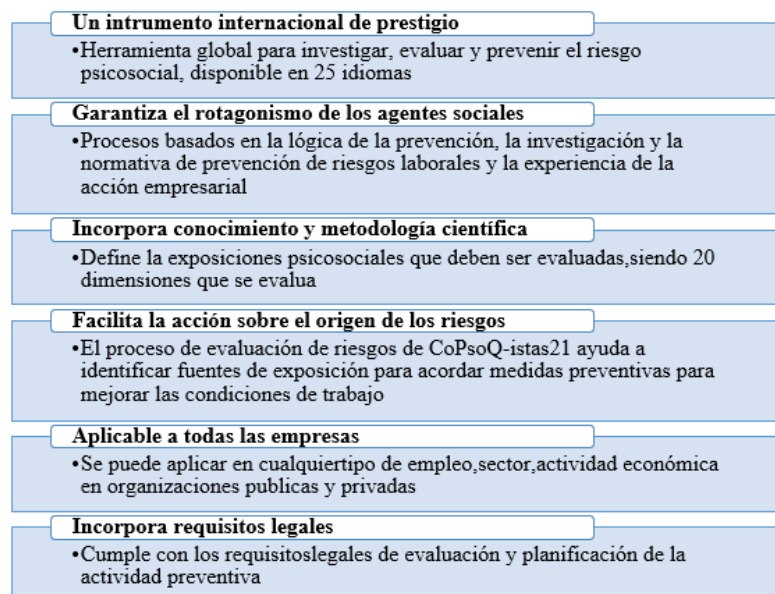 Un intrumento internacional de prestigio
•Herramienta global para investigar, evaluar y prevenir el riesgo
psicosocial, disponible en 25 idiomas
Garantiza el rotagonismo de los agentes sociales
•Procesos basados en la lógica de la prevención, la investigación y la
normativa de prevención de riesgos laborales y la experiencia de la
acción empresarial
Incorpora conocimiento y metodología científica
•Define la exposiciones psicosociales que deben ser evaluadas,siendo 20
dimensiones que se evalua
Facilita la acción sobre el origen de los riesgos
•El proceso de evaluación de riesgos de CoPsoQ-istas21 ayuda a
identificar fuentes de exposición para acordar medidas preventivas para
mejorar las condiciones de trabajo
Aplicable a todas las empresas
•Se puede aplicar en cualquiertipo de empleo,sector,actividad económica
en organizaciones publicas y privadas
Incorpora requisitos legales
•Cumple con los requisitoslegales de evaluación y planificación de la
actividad preventiva